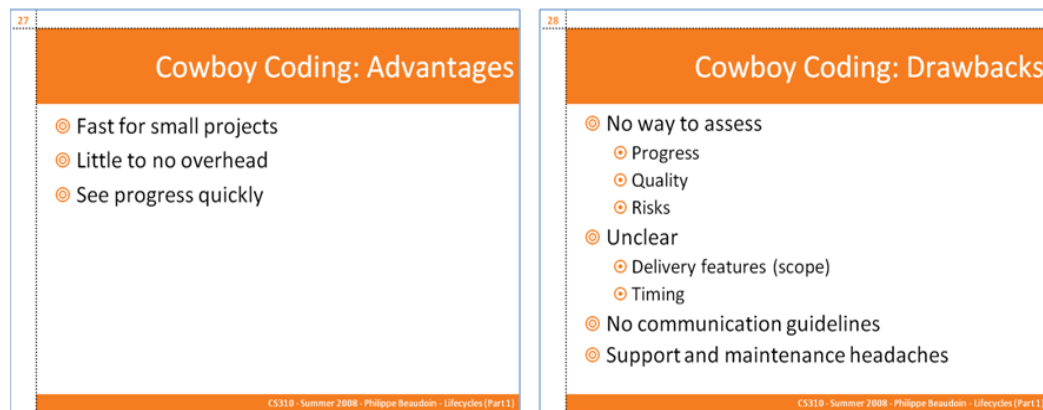 27
Cowboy Coding: Advantages
Fast for small projects
Little to no overhead
See progress quickly
CS310 - Summer 2008 - Philippe Beaudoin - Lifecycles (Part 1)
28
Cowboy Coding: Drawbacks
No way to assess
Progress
Quality
Risks
Unclear
Delivery features (scope)
Timing
No communication guidelines
Support and maintenance headaches
CS310 - Summer 2008 - Philippe Beaudoin - Lifecycles (Part 1)